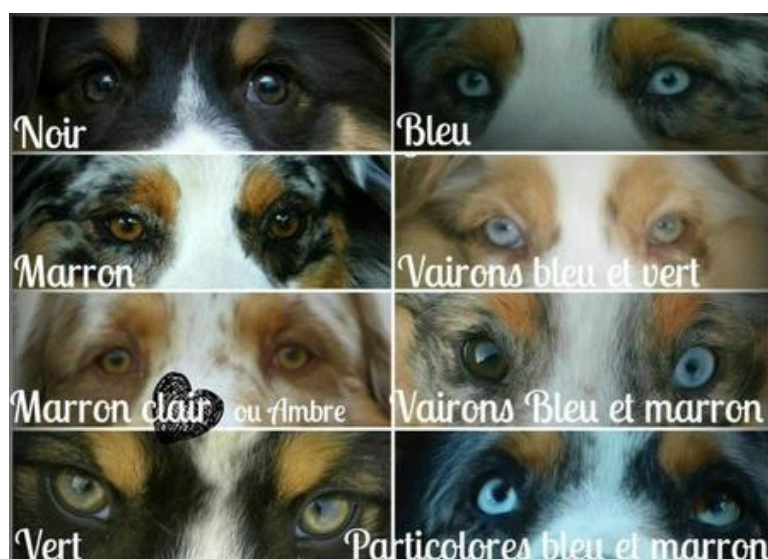 Noir
Bleu
Marron
Vairons bleu et vert
Marron clair ou Ambre
Vairons Bleu et marron
Vert
Particolores bleu et marron